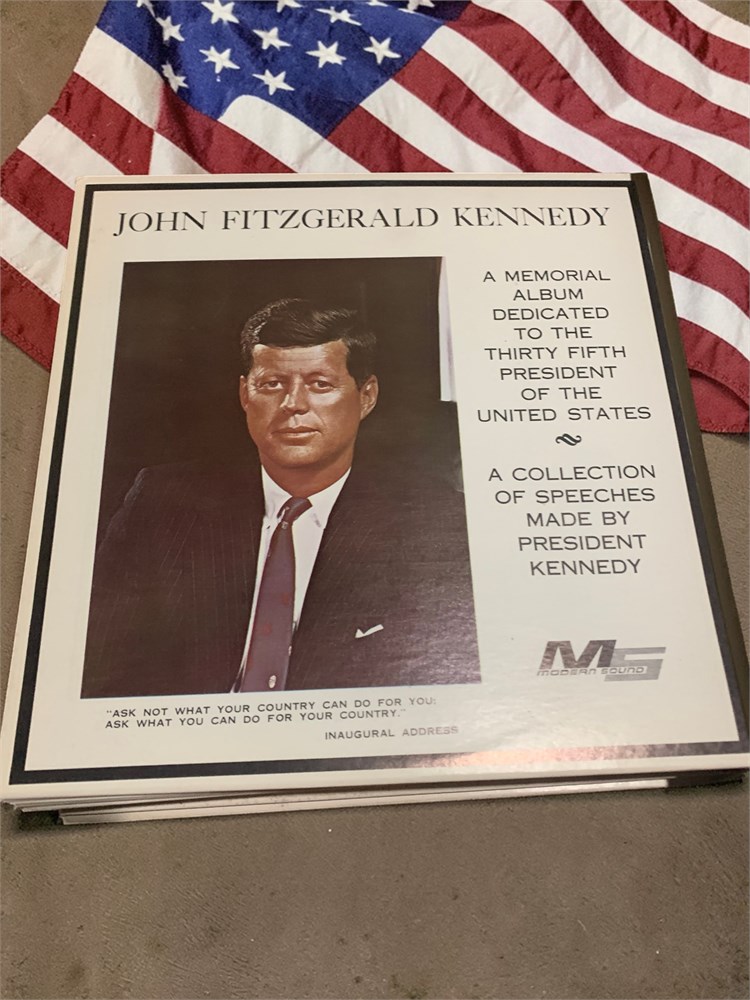 JOHN FITZGERALD KENNEDY
A MEMORIAL
ALBUM
DEDICATED
TO THE
THIRTY FIFTH
PRESIDENT
OF THE
UNITED STATES
A COLLECTION
OF SPEECHES
MADE BY
PRESIDENT
KENNEDY
MS
MODERN SOUND
"ASK NOT WHAT YOUR COUNTRY CAN DO FOR YOU:
ASK WHAT YOU CAN DO FOR YOUR COUNTRY."
INAUGURAL ADDRESS